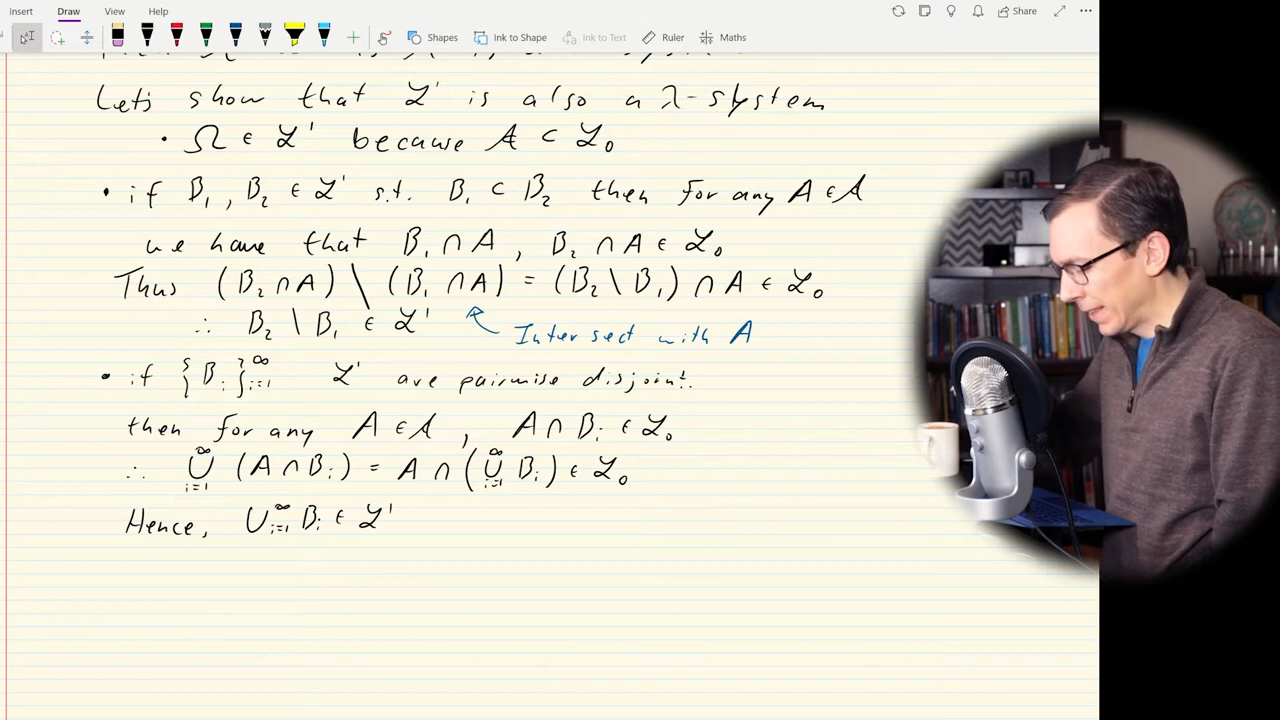 Insert Draw View Help Share
Shapes Ink to Shape Ink to Text Ruler Maths
Let's show that ℒ' is also a λ-system
• Ω ∈ ℒ' because 𝒜 ⊂ ℒ₀
• if B₁, B₂ ∈ ℒ' s.t. B₁ ⊂ B₂ then for any A ∈ 𝒜
we have that B₁ ∩ A, B₂ ∩ A ∈ ℒ₀
Thus (B₂ ∩ A) \ (B₁ ∩ A) = (B₂ \ B₁) ∩ A ∈ ℒ₀
∴ B₂ \ B₁ ∈ ℒ'
Intersect with A
• if {Bᵢ}_{i=1}^∞ ℒ' are pairwise disjoint
then for any A ∈ 𝒜, A ∩ Bᵢ ∈ ℒ₀
∴ ⋃_{i=1}^∞ (A ∩ Bᵢ) = A ∩ (⋃_{i=1}^∞ Bᵢ) ∈ ℒ₀
Hence, ⋃_{i=1}^∞ Bᵢ ∈ ℒ'